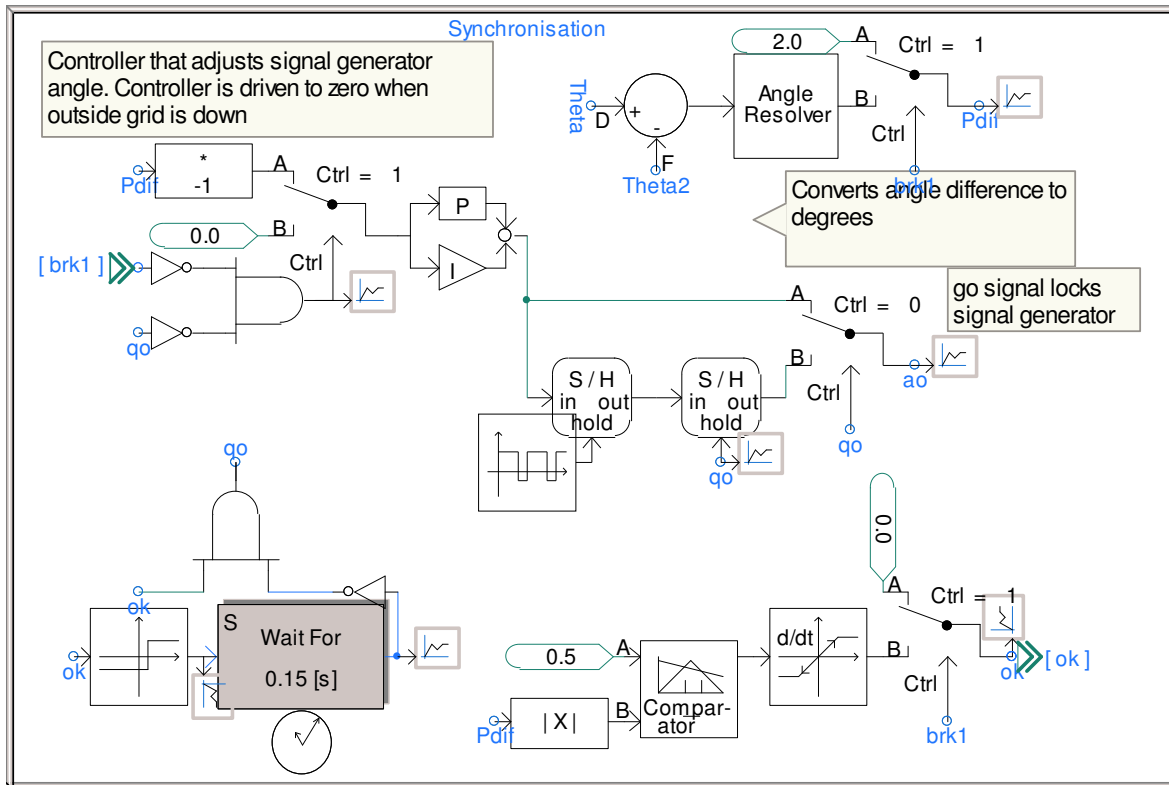 Synchronisation
Controller that adjusts signal generator
angle. Controller is driven to zero when
outside grid is down
2.0
A
Ctrl = 1
Theta
D
+
-
F
Theta2
Angle
Resolver
B
Ctrl
brk1
Pdif
Converts angle difference to
degrees
Pdif
*
-1
A
Ctrl = 1
0.0
B
Ctrl
[ brk1 ]
qo
P
I
go signal locks
signal generator
A
Ctrl = 0
B
Ctrl
ao
qo
S / H
in out
hold
S / H
in out
hold
qo
qo
ok
ok
S
Wait For
0.15 [s]
0.5
A
Pdif
|X|
B
Compar-
ator
d/dt
0.0
A
Ctrl = 1
B
Ctrl
brk1
ok
[ ok ]